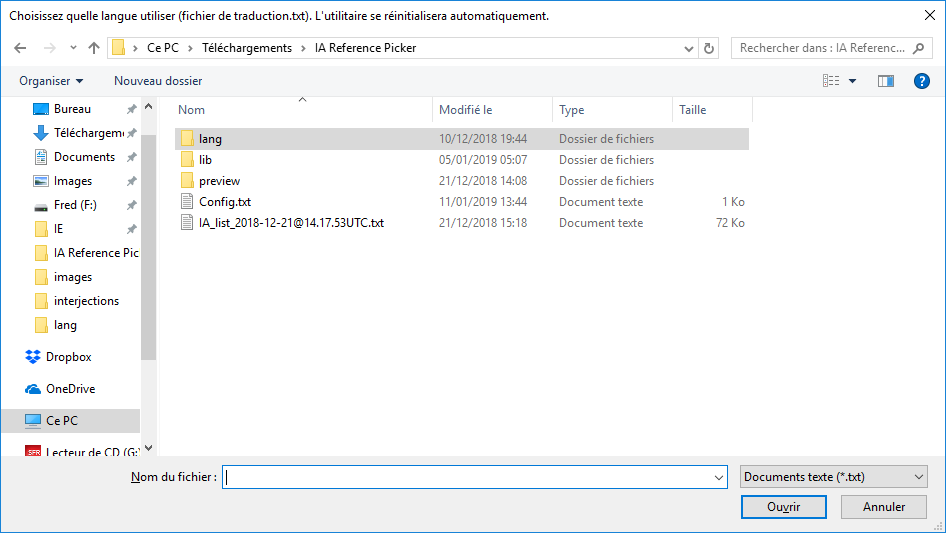 Choisissez quelle langue utiliser (fichier de traduction.txt). L'utilitaire se réinitialisera automatiquement.
Ce PC > Téléchargements > IA Reference Picker
Rechercher dans : IA Referenc...
Organiser
Nouveau dossier
Nom
Modifié le
Type
Taille
Bureau
Téléchargem
Documents
Images
Fred (F:)
IE
IA Reference Pic
images
interjections
lang
Dropbox
OneDrive
Ce PC
Lecteur de CD (G:)
lang 10/12/2018 19:44 Dossier de fichiers
lib 05/01/2019 05:07 Dossier de fichiers
preview 21/12/2018 14:08 Dossier de fichiers
Config.txt 11/01/2019 13:44 Document texte 1 Ko
IA_list_2018-12-21@14.17.53UTC.txt 21/12/2018 15:18 Document texte 72 Ko
Nom du fichier :
Documents texte (*.txt)
Ouvrir
Annuler